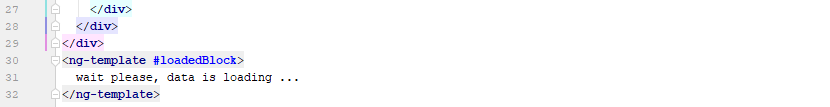 27 </div>
28 </div>
29 </div>
30 <ng-template #loadedBlock>
31 wait please, data is loading ...
32 </ng-template>